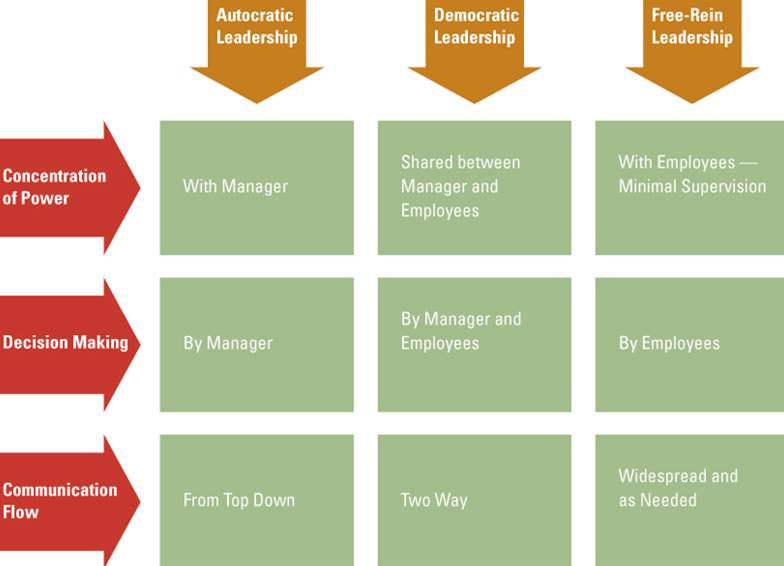 Autocratic
Leadership
Democratic
Leadership
Free-Rein
Leadership
Concentration
of Power
With Manager
Shared between
Manager and
Employees
With Employees —
Minimal Supervision
Decision Making
By Manager
By Manager and
Employees
By Employees
Communication
Flow
From Top Down
Two Way
Widespread and
as Needed